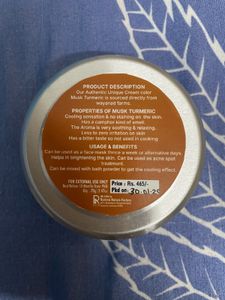 PRODUCT DESCRIPTION
Our Authentic Unique Cream color
Musk Turmeric is sourced directly from
wayanad farms.
PROPERTIES OF MUSK TURMERIC
Cooling sensation & no staining on the skin.
Has a camphor kind of smell.
The Aroma is very soothing & relaxing.
Less to zero irritation on the skin.
Has a bitter taste so not used in cooking
USAGE & BENEFITS
Can be used as a face mask thrice a week or alternative days
Helps in brightening the skin. Can be used as acne spot
treatment.
Can be mixed with bath powder to get the cooling effect.
FOR EXTERNAL USE ONLY
Price : Rs. 465/-
Pkd on: 30.01.25